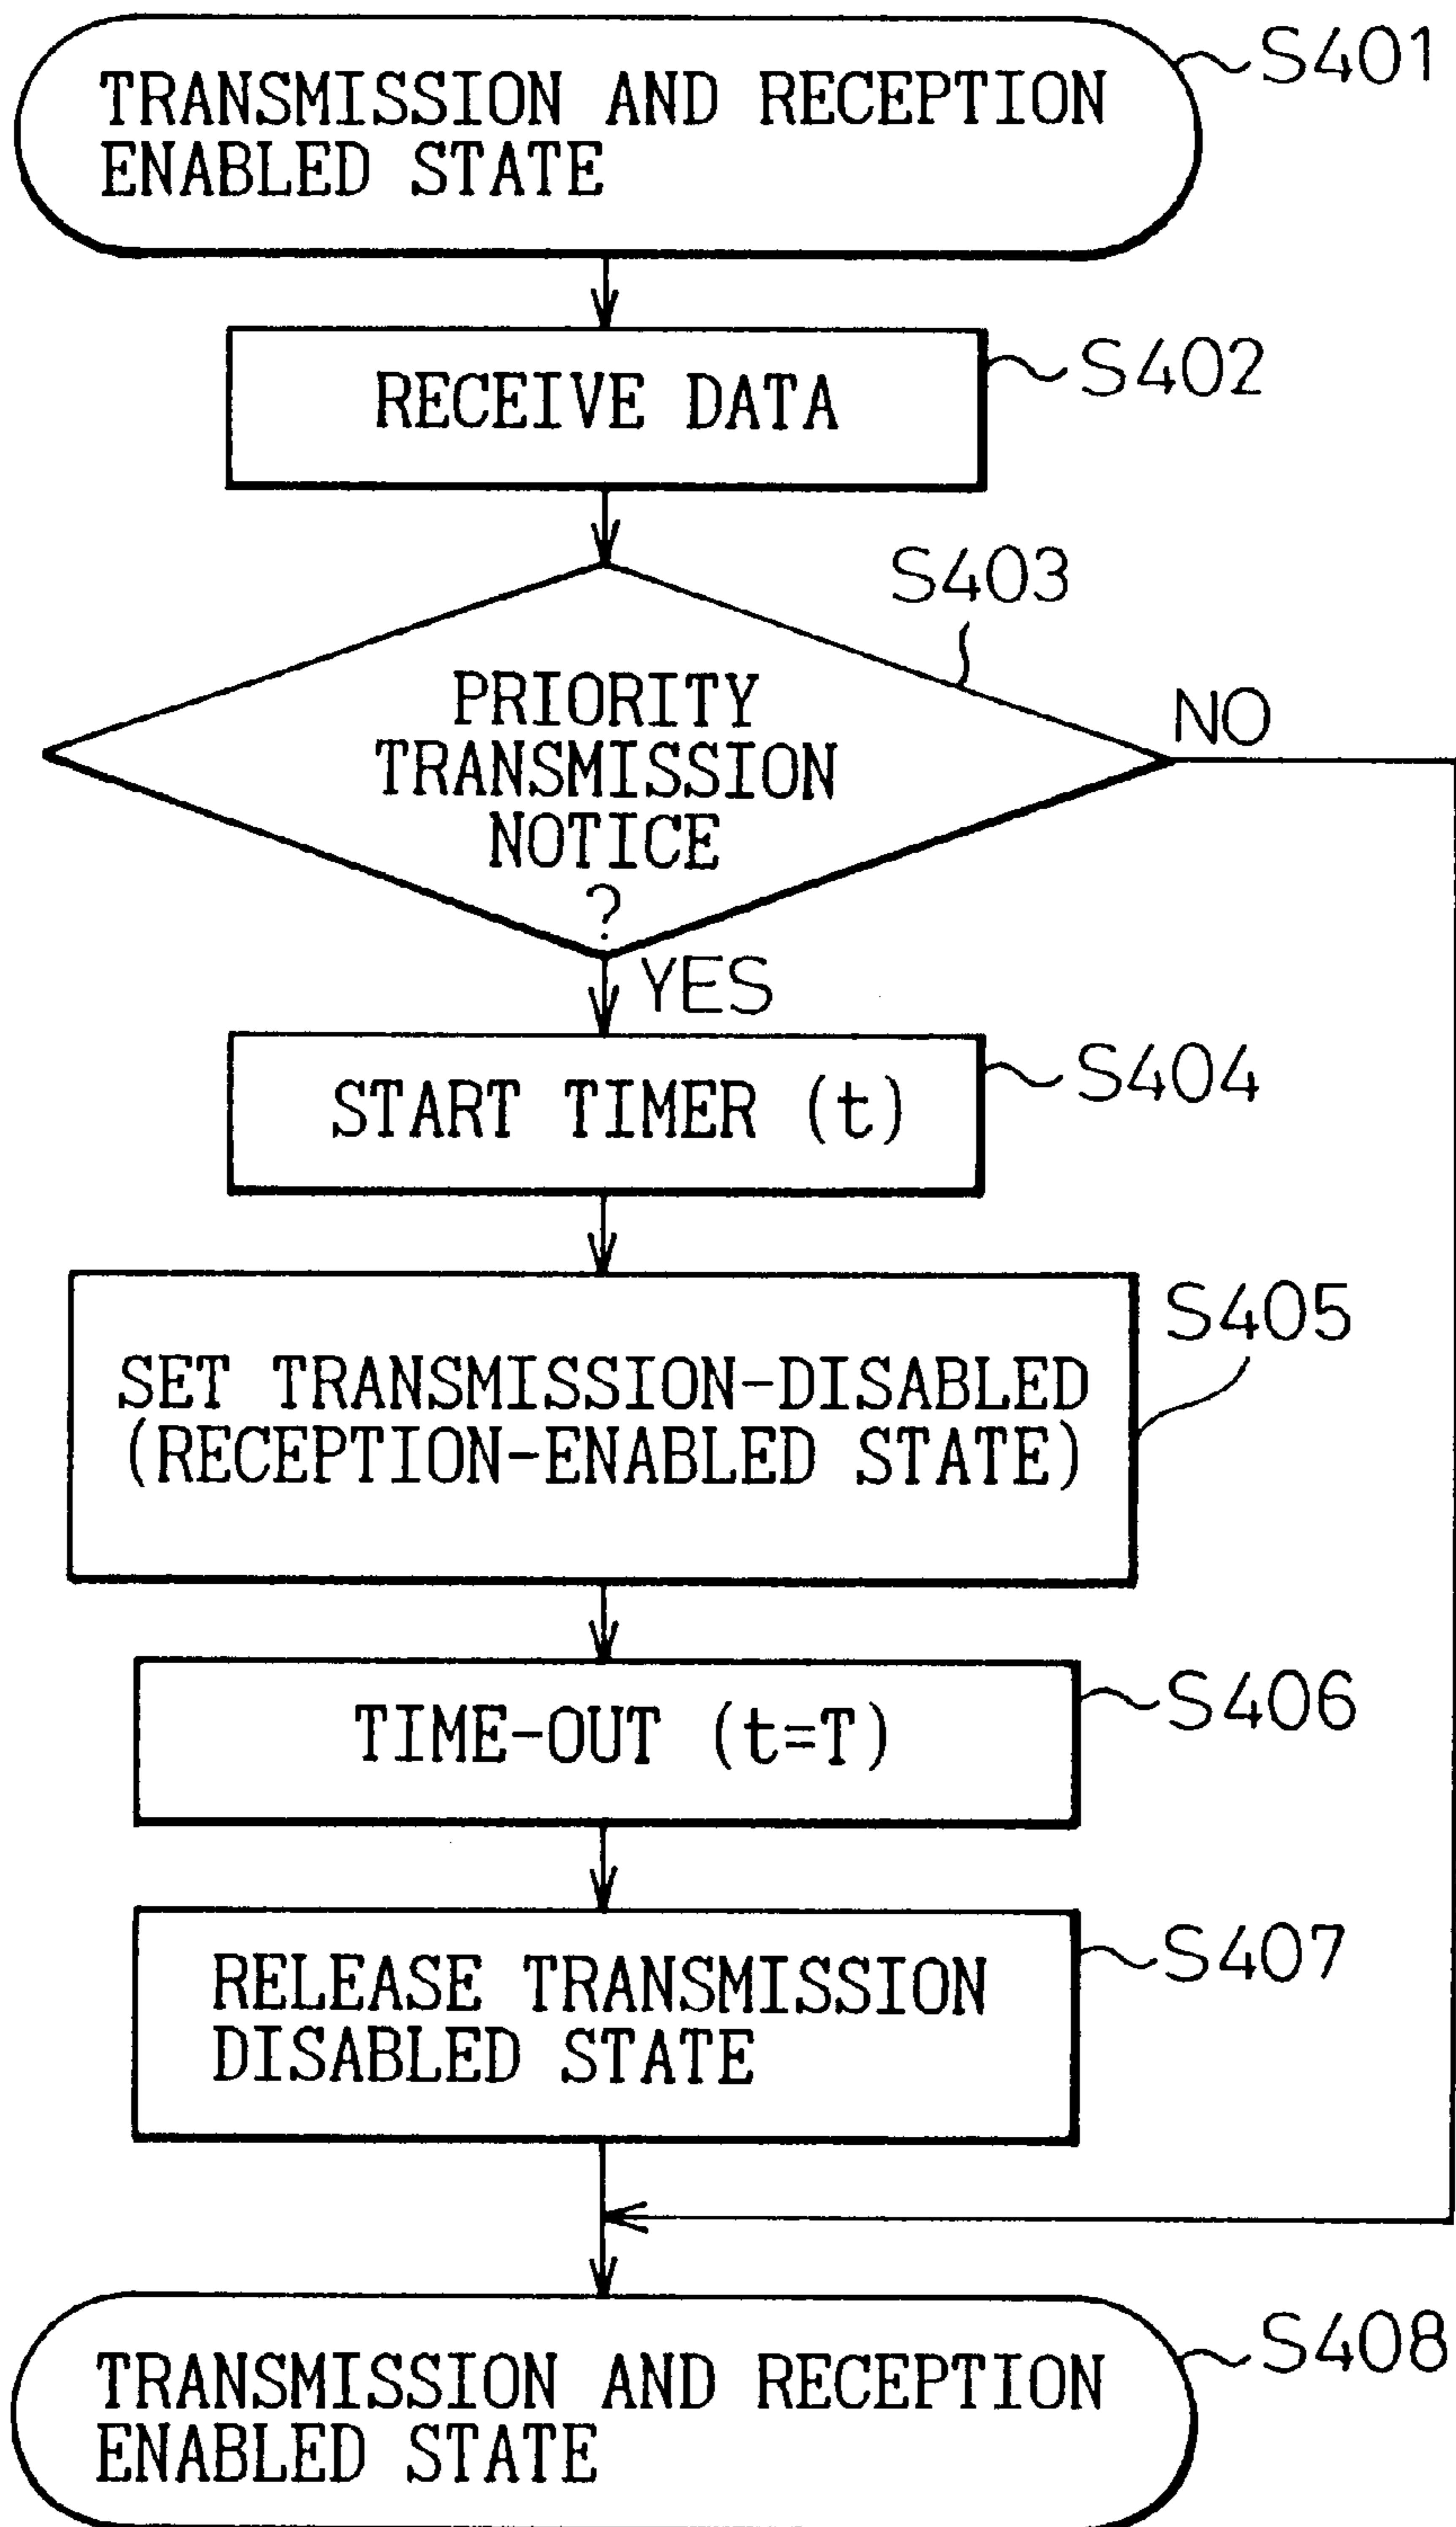 TRANSMISSION AND RECEPTION
ENABLED STATE
S401
RECEIVE DATA
S402
S403
PRIORITY
TRANSMISSION
NOTICE
?
NO
YES
START TIMER (t)
S404
SET TRANSMISSION-DISABLED
(RECEPTION-ENABLED STATE)
S405
TIME-OUT (t=T)
S406
RELEASE TRANSMISSION
DISABLED STATE
S407
TRANSMISSION AND RECEPTION
ENABLED STATE
S408